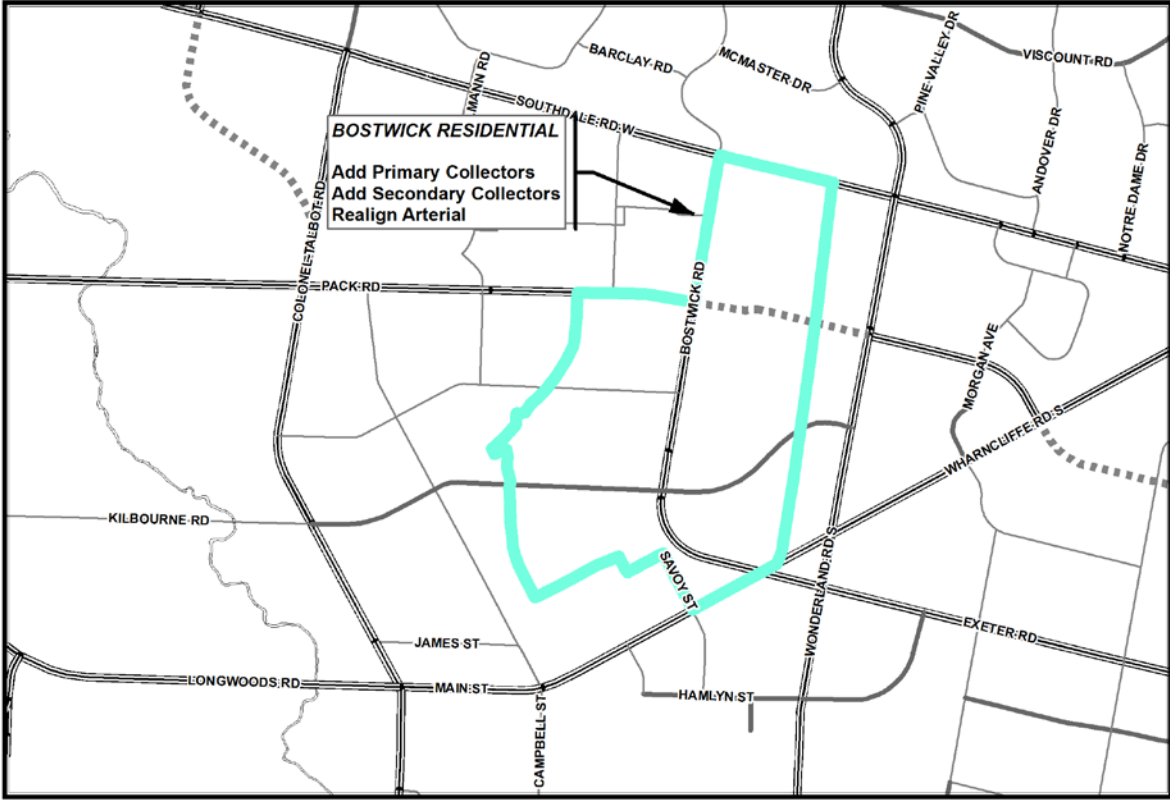 PINE VALLEY DR
VISCOUNT RD
BARCLAY RD
MCMASTER DR
MANN RD
SOUTHDALE RD W
ANDOVER DR
NOTRE DAME DR
BOSTWICK RESIDENTIAL
Add Primary Collectors
Add Secondary Collectors
Realign Arterial
COLONEL TALBOT RD
PACK RD
BOSTWICK RD
MORGAN AVE
WHARNCLIFFE RD S
KILBOURNE RD
SAVOY ST
WONDERLAND RD S
EXETER RD
JAMES ST
LONGWOODS RD
MAIN ST
HAMLYN ST
CAMPBELL ST